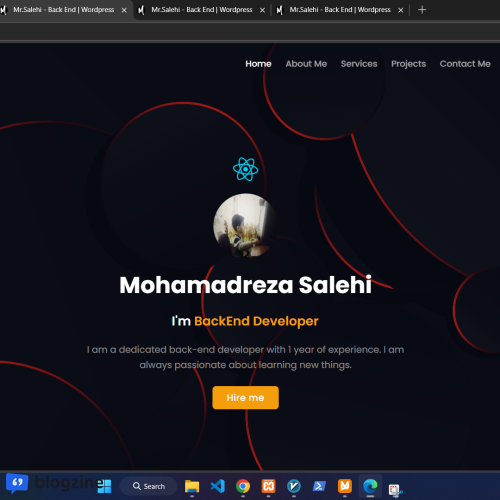 Mr.Salehi - Back End | Wordpress
Mr.Salehi - Back End | Wordpress
Mr.Salehi - Back End | Wordpress
Home About Me Services Projects Contact Me
Mohamadreza Salehi
I'm BackEnd Developer
I am a dedicated back-end developer with 1 year of experience. I am
always passionate about learning new things.
Hire me
blogzine
Search